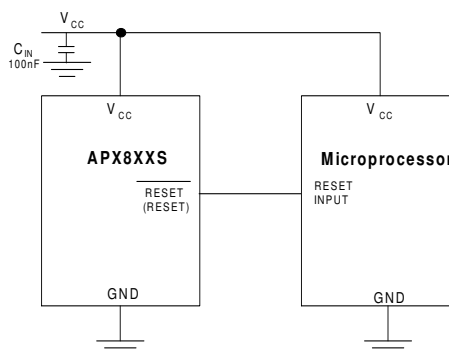 V CC
C IN
100nF
V CC
V CC
APX8XXS
Microprocessor
RESET
(RESET)
RESET
INPUT
GND
GND